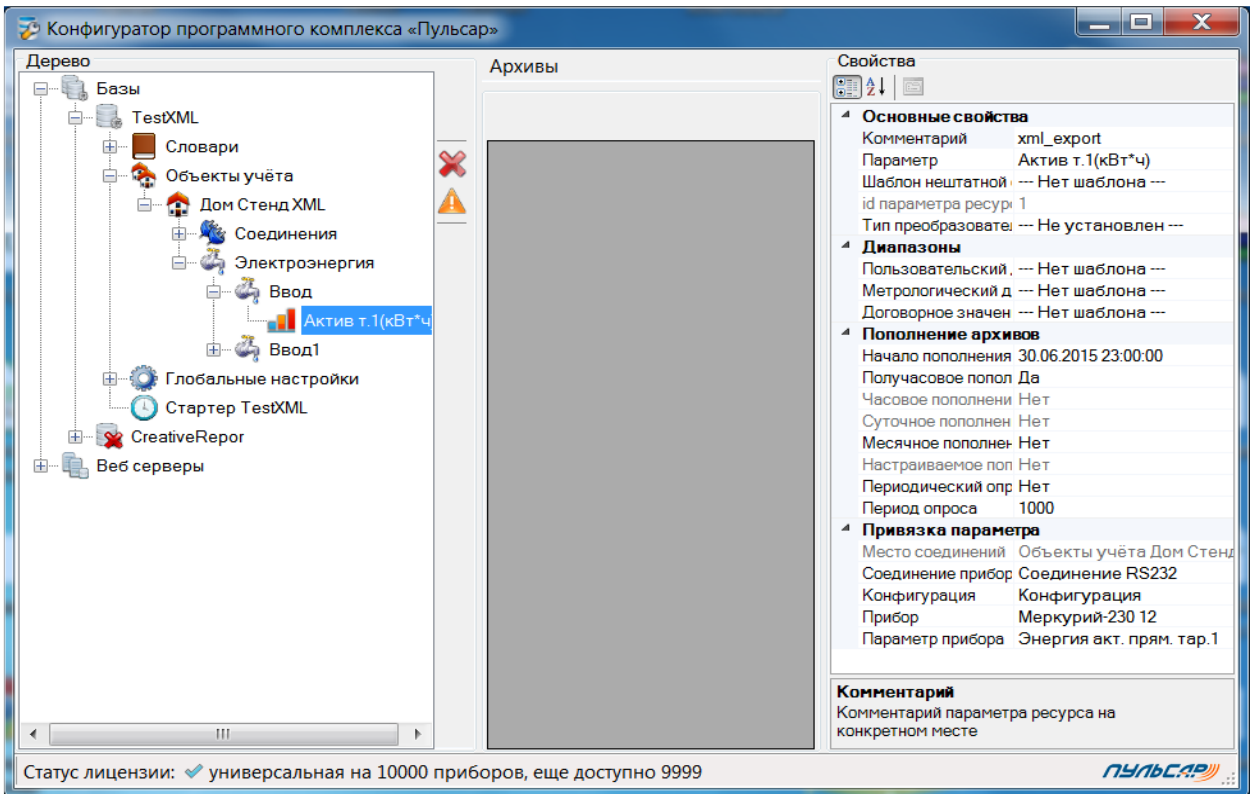 Конфигуратор программного комплекса «Пульсар»
Дерево
Базы
TestXML
Словари
Объекты учёта
Дом Стенд XML
Соединения
Электроэнергия
Ввод
Актив т.1(кВт*ч)
Ввод1
Глобальные настройки
Стартер TestXML
CreativeRepor
Веб серверы
Архивы
Свойства
Основные свойства
Комментарий xml_export
Параметр Актив т.1(кВт*ч)
Шаблон нештатной --- Нет шаблона ---
id параметра ресур 1
Тип преобразовате --- Не установлен ---
Диапазоны
Пользовательский --- Нет шаблона ---
Метрологический д --- Нет шаблона ---
Договорное значен --- Нет шаблона ---
Пополнение архивов
Начало пополнения 30.06.2015 23:00:00
Получасовое попол Да
Часовое пополнени Нет
Суточное пополнен Нет
Месячное пополнен Нет
Настраиваемое поп Нет
Периодический опр Нет
Период опроса 1000
Привязка параметра
Место соединений Объекты учёта Дом Стенд
Соединение прибор Соединение RS232
Конфигурация Конфигурация
Прибор Меркурий-230 12
Параметр прибора Энергия акт. прям. тар.1
Комментарий
Комментарий параметра ресурса на
конкретном месте
Статус лицензии: универсальная на 10000 приборов, еще доступно 9999
ПУЛЬСАР